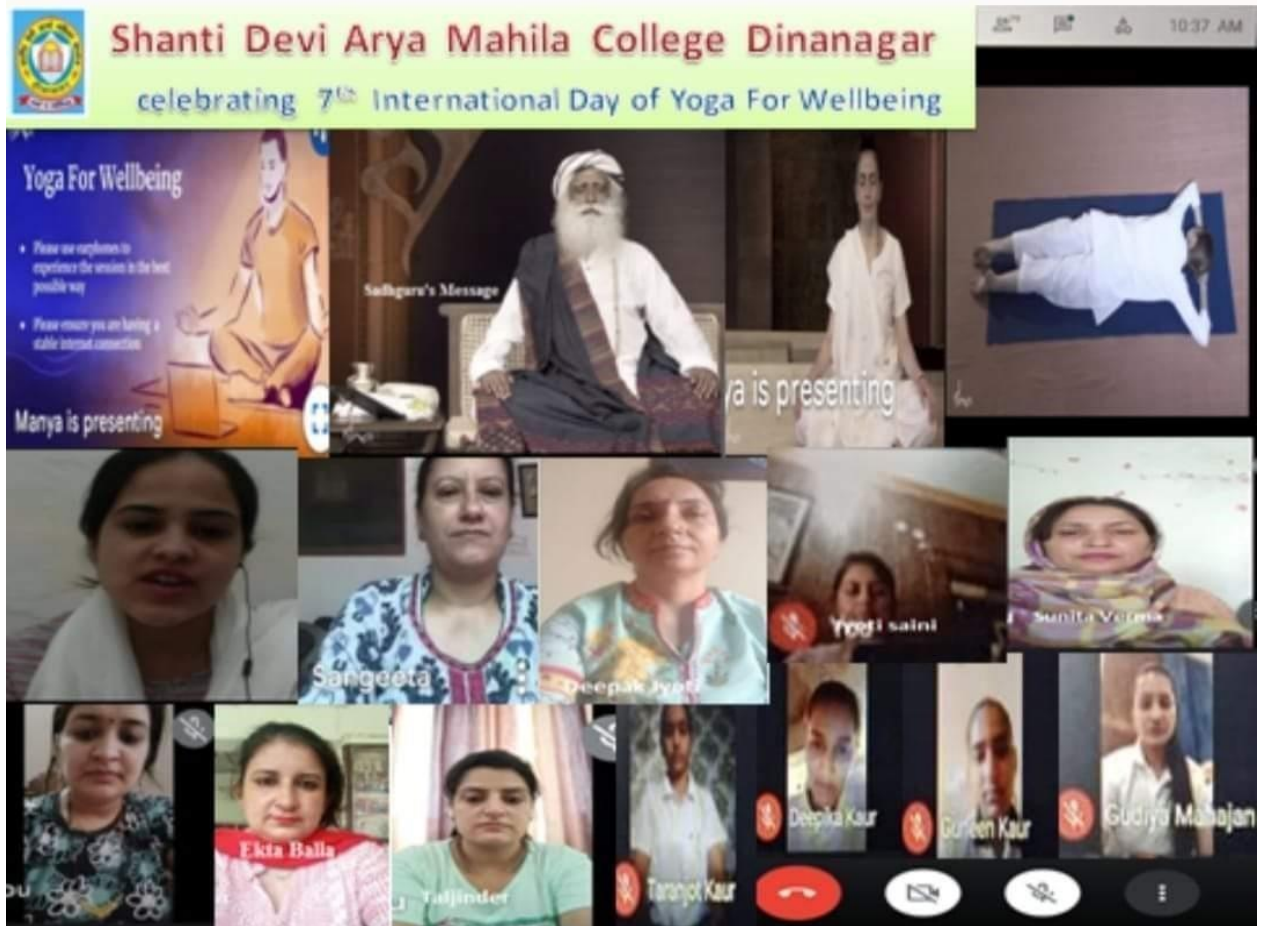 Shanti Devi Arya Mahila College Dinanagar
celebrating 7th International Day of Yoga For Wellbeing
10:37 AM
Yoga For Wellbeing
• Please use earphones to
experience the session in the best
possible way
• Please ensure you are having a
stable internet connection
Manya is presenting
Sadhguru's Message
ya is presenting
Sangeeta
Deepak Jyoti
saini
Sunita Verma
ou
Ekta Balla
Taljinder
Taranjot Kaur
Deepika Kaur
Gurleen Kaur
Gudiya Mahajan